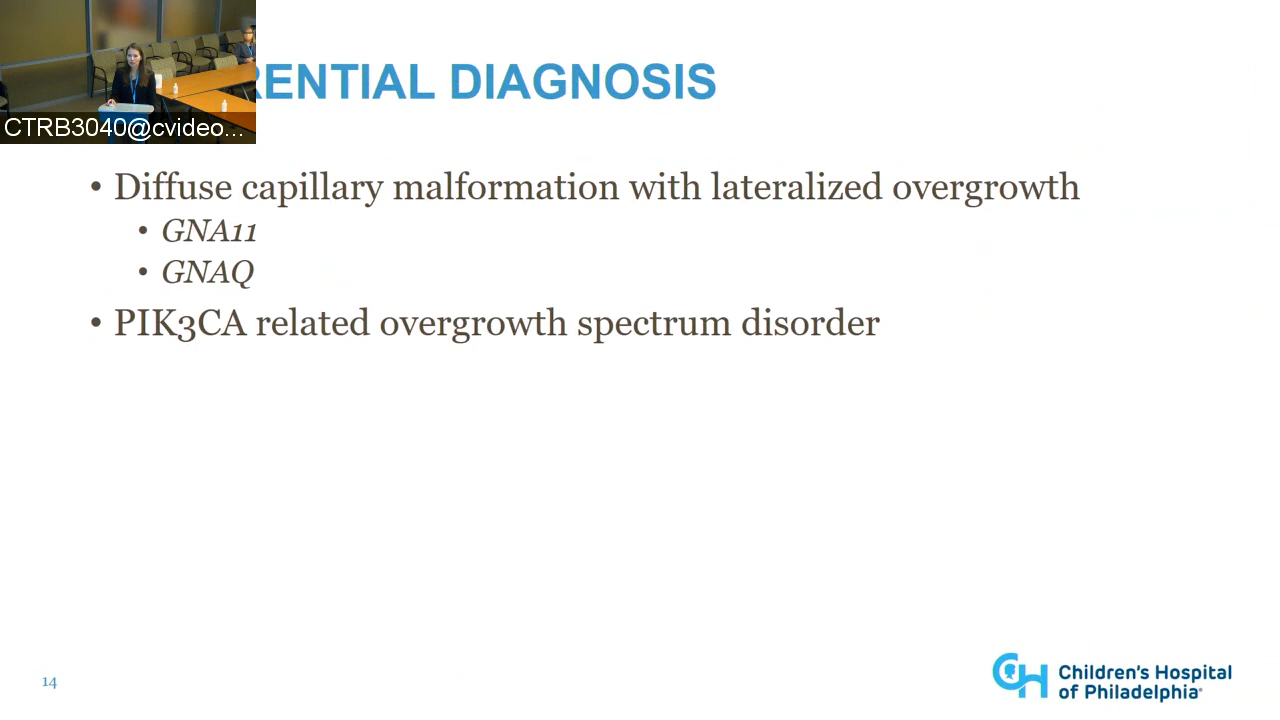 RENTIAL DIAGNOSIS
CTRB3040@cvideo...
• Diffuse capillary malformation with lateralized overgrowth
• GNA11
• GNAQ
• PIK3CA related overgrowth spectrum disorder
14
CH
Children's Hospital
of Philadelphia®